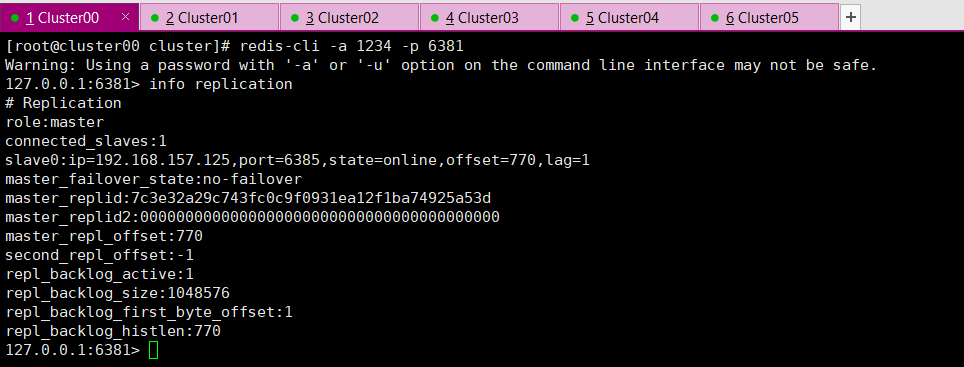 1 Cluster00 × 2 Cluster01 3 Cluster02 4 Cluster03 5 Cluster04 6 Cluster05 +
[root@cluster00 cluster]# redis-cli -a 1234 -p 6381
Warning: Using a password with '-a' or '-u' option on the command line interface may not be safe.
127.0.0.1:6381> info replication
# Replication
role:master
connected_slaves:1
slave0:ip=192.168.157.125,port=6385,state=online,offset=770,lag=1
master_failover_state:no-failover
master_replid:7c3e32a29c743fc0c9f0931ea12f1ba74925a53d
master_replid2:0000000000000000000000000000000000000000
master_repl_offset:770
second_repl_offset:-1
repl_backlog_active:1
repl_backlog_size:1048576
repl_backlog_first_byte_offset:1
repl_backlog_histlen:770
127.0.0.1:6381>